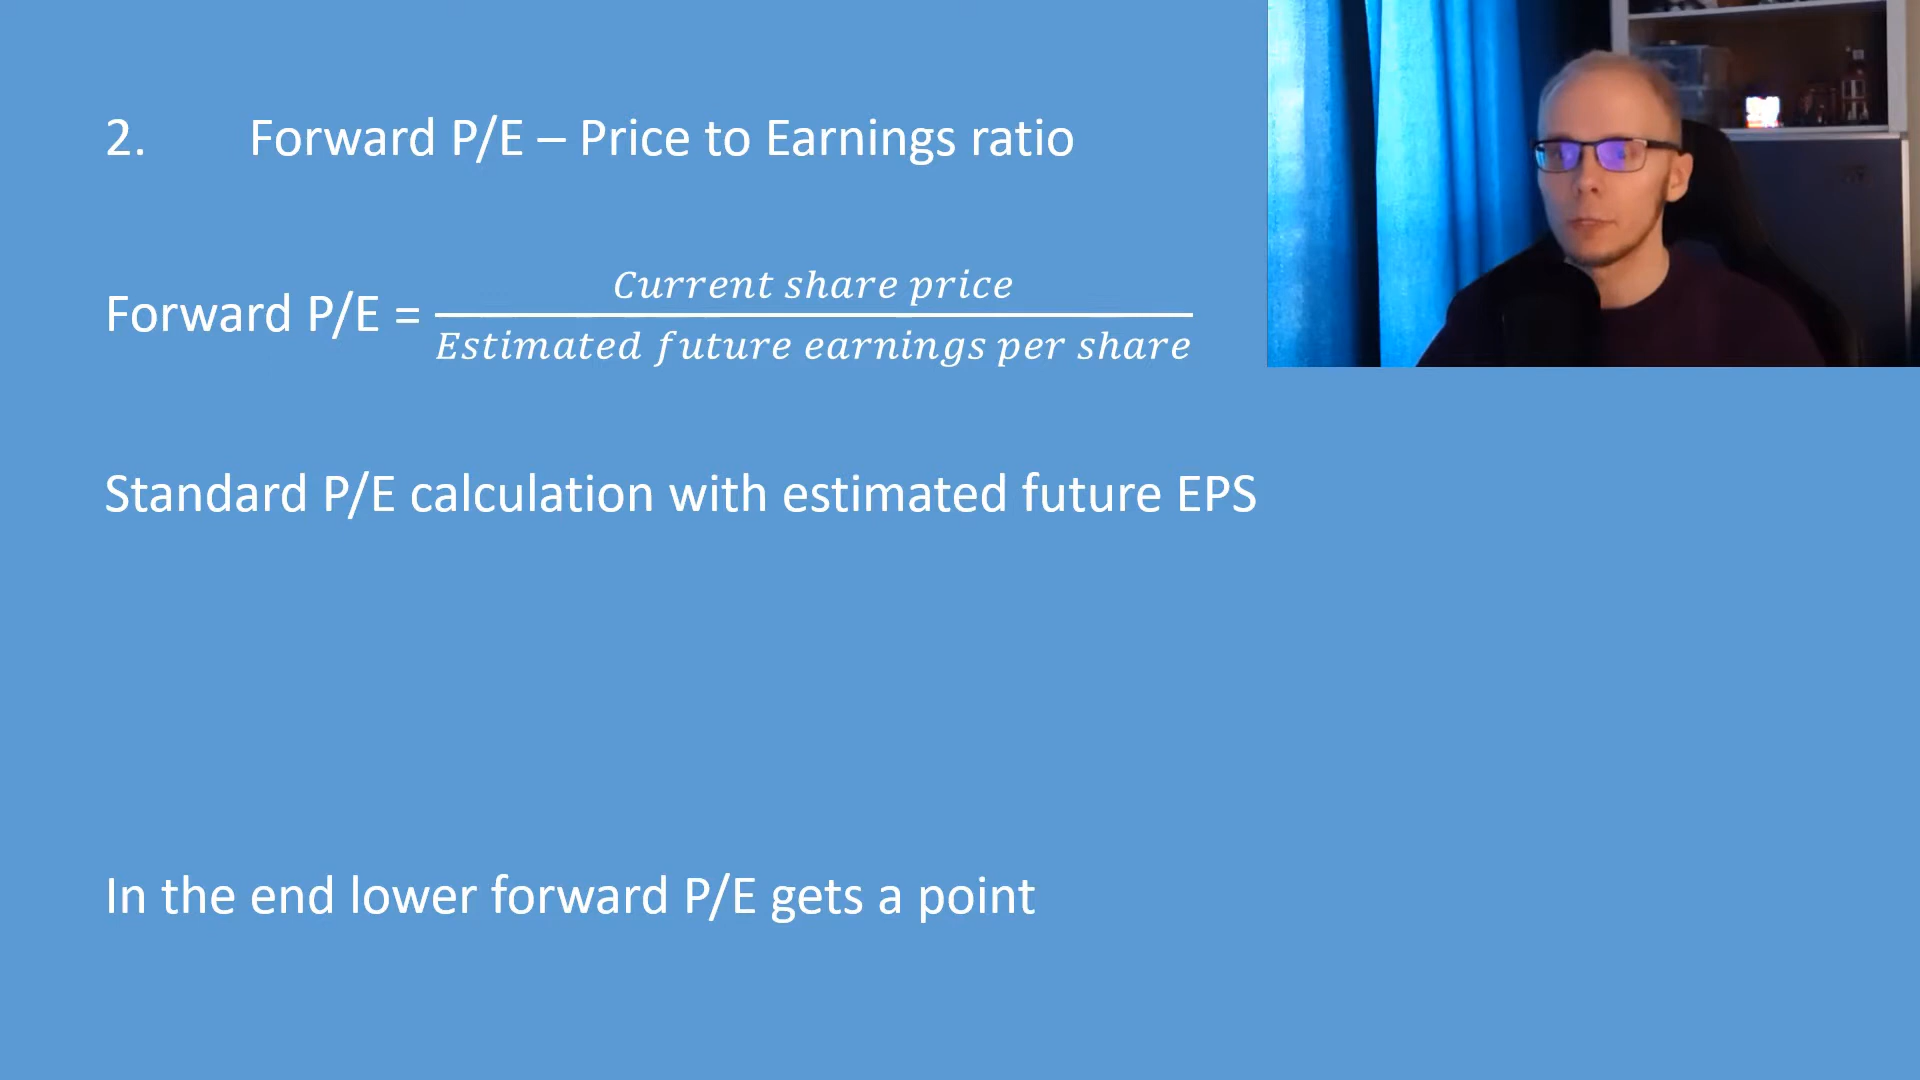 2. Forward P/E – Price to Earnings ratio
Forward P/E = Current share price
Estimated future earnings per share
Standard P/E calculation with estimated future EPS
In the end lower forward P/E gets a point